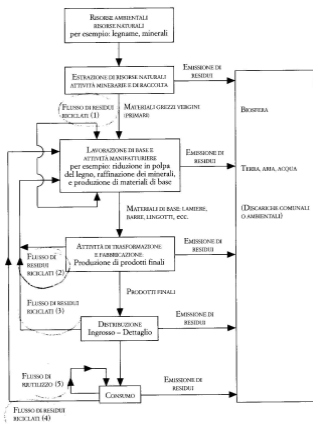 RISORSE AMBIENTALI
RISORSE NATURALI
per esempio: legname, minerali
ESTRAZIONE DI RISORSE NATURALI
ATTIVITÀ MINERARIE E DI RACCOLTA
EMISSIONE DI
RESIDUI
FLUSSO DI RESIDUI
RICICLATI (1)
MATERIALI GREZZI VERGINI
(PRIMARI)
BIOSFERA
LAVORAZIONE DI BASE E
ATTIVITÀ MANIFATTURIERE
per esempio: riduzione in polpa
del legno, raffinazione dei minerali,
e produzione di materiali di base
EMISSIONE DI
RESIDUI
TERRA, ARIA, ACQUA
(DISCARICHE COMUNALI
O AMBIENTALI)
MATERIALI DI BASE: LAMIERE,
BARRE, LINGOTTI, ECC.
ATTIVITÀ DI TRASFORMAZIONE
E FABBRICAZIONE:
Produzione di prodotti finali
EMISSIONE DI
RESIDUI
FLUSSO DI
RESIDUI
RICICLATI (2)
PRODOTTI FINALI
FLUSSO DI RESIDUI
RICICLATI (3)
DISTRIBUZIONE
Ingrosso – Dettaglio
EMISSIONE DI
RESIDUI
FLUSSO DI
RIUTILIZZO (5)
CONSUMO
EMISSIONE DI
RESIDUI
FLUSSO DI RESIDUI
RICICLATI (4)